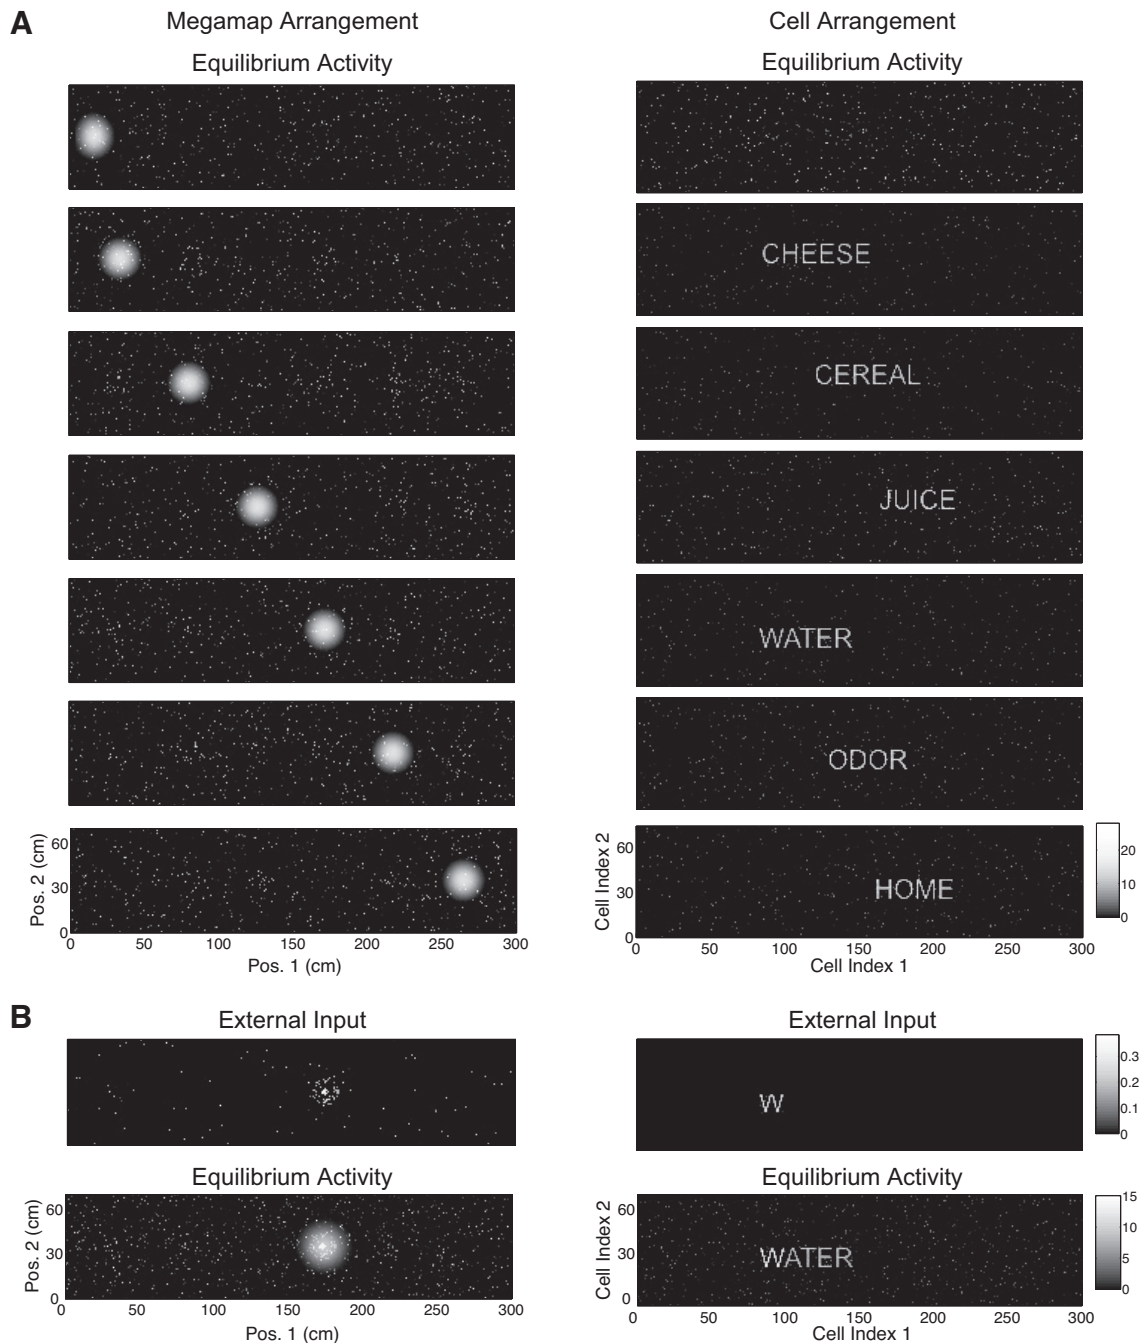 A
Megamap Arrangement
Cell Arrangement
Equilibrium Activity
Equilibrium Activity
CHEESE
CEREAL
JUICE
WATER
ODOR
HOME
Pos. 2 (cm)
60
30
0
0 50 100 150 200 250 300
Pos. 1 (cm)
Cell Index 2
60
30
0
0 50 100 150 200 250 300
Cell Index 1
20
10
0
B
External Input
External Input
W
0.3
0.2
0.1
0
Equilibrium Activity
Equilibrium Activity
Pos. 2 (cm)
60
30
0
0 50 100 150 200 250 300
Pos. 1 (cm)
WATER
Cell Index 2
60
30
0
0 50 100 150 200 250 300
Cell Index 1
15
10
5
0